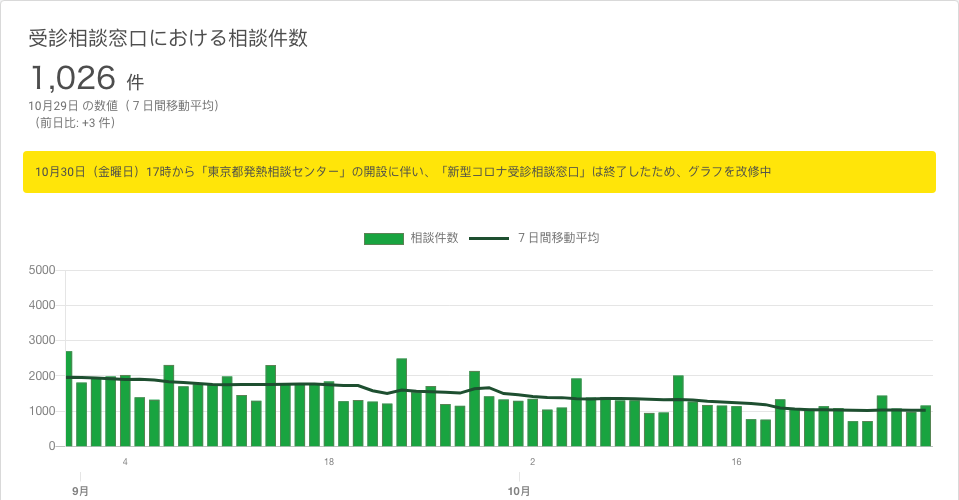 受診相談窓口における相談件数
1,026 件
10月29日 の数値（７日間移動平均）
（前日比: +3 件）
10月30日（金曜日）17時から「東京都発熱相談センター」の開設に伴い、「新型コロナ受診相談窓口」は終了したため、グラフを改修中
相談件数 ７日間移動平均
5000
4000
3000
2000
1000
0
4 18 2 16
9月 10月